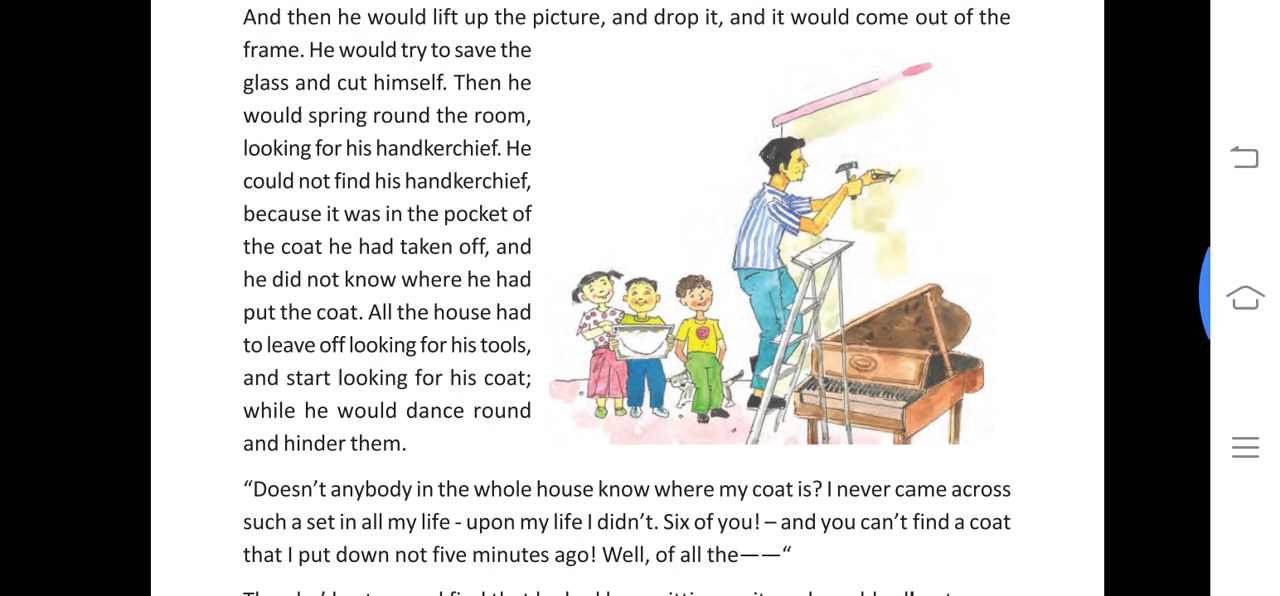 And then he would lift up the picture, and drop it, and it would come out of the
frame. He would try to save the
glass and cut himself. Then he
would spring round the room,
looking for his handkerchief. He
could not find his handkerchief,
because it was in the pocket of
the coat he had taken off, and
he did not know where he had
put the coat. All the house had
to leave off looking for his tools,
and start looking for his coat;
while he would dance round
and hinder them.
“Doesn’t anybody in the whole house know where my coat is? I never came across
such a set in all my life - upon my life I didn’t. Six of you! – and you can’t find a coat
that I put down not five minutes ago! Well, of all the——“